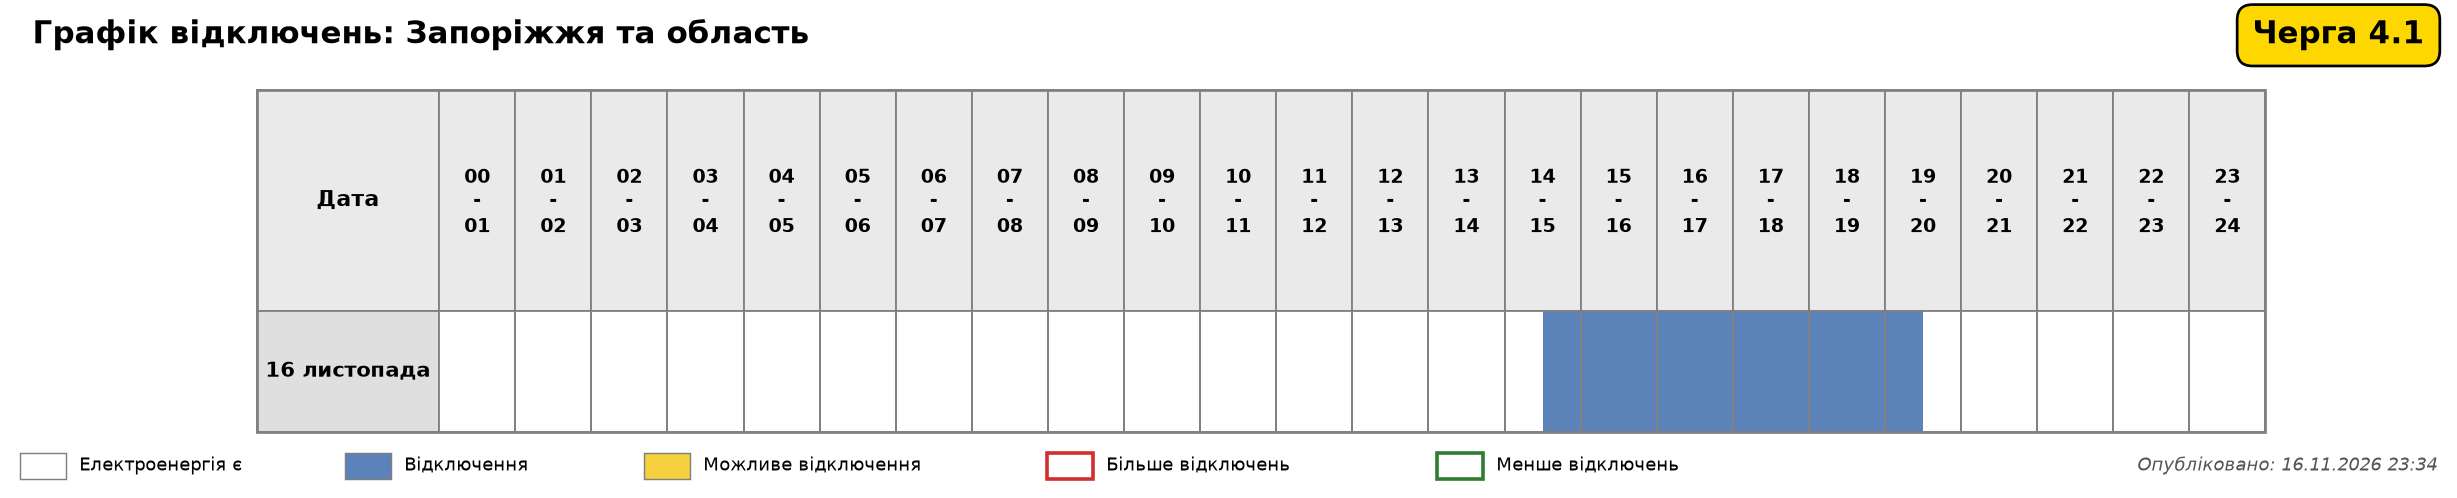 Графік відключень: Запоріжжя та область
Черга 4.1
Дата
00 - 01
01 - 02
02 - 03
03 - 04
04 - 05
05 - 06
06 - 07
07 - 08
08 - 09
09 - 10
10 - 11
11 - 12
12 - 13
13 - 14
14 - 15
15 - 16
16 - 17
17 - 18
18 - 19
19 - 20
20 - 21
21 - 22
22 - 23
23 - 24
16 листопада
Електроенергія є
Відключення
Можливе відключення
Більше відключень
Менше відключень
Опубліковано: 16.11.2026 23:34